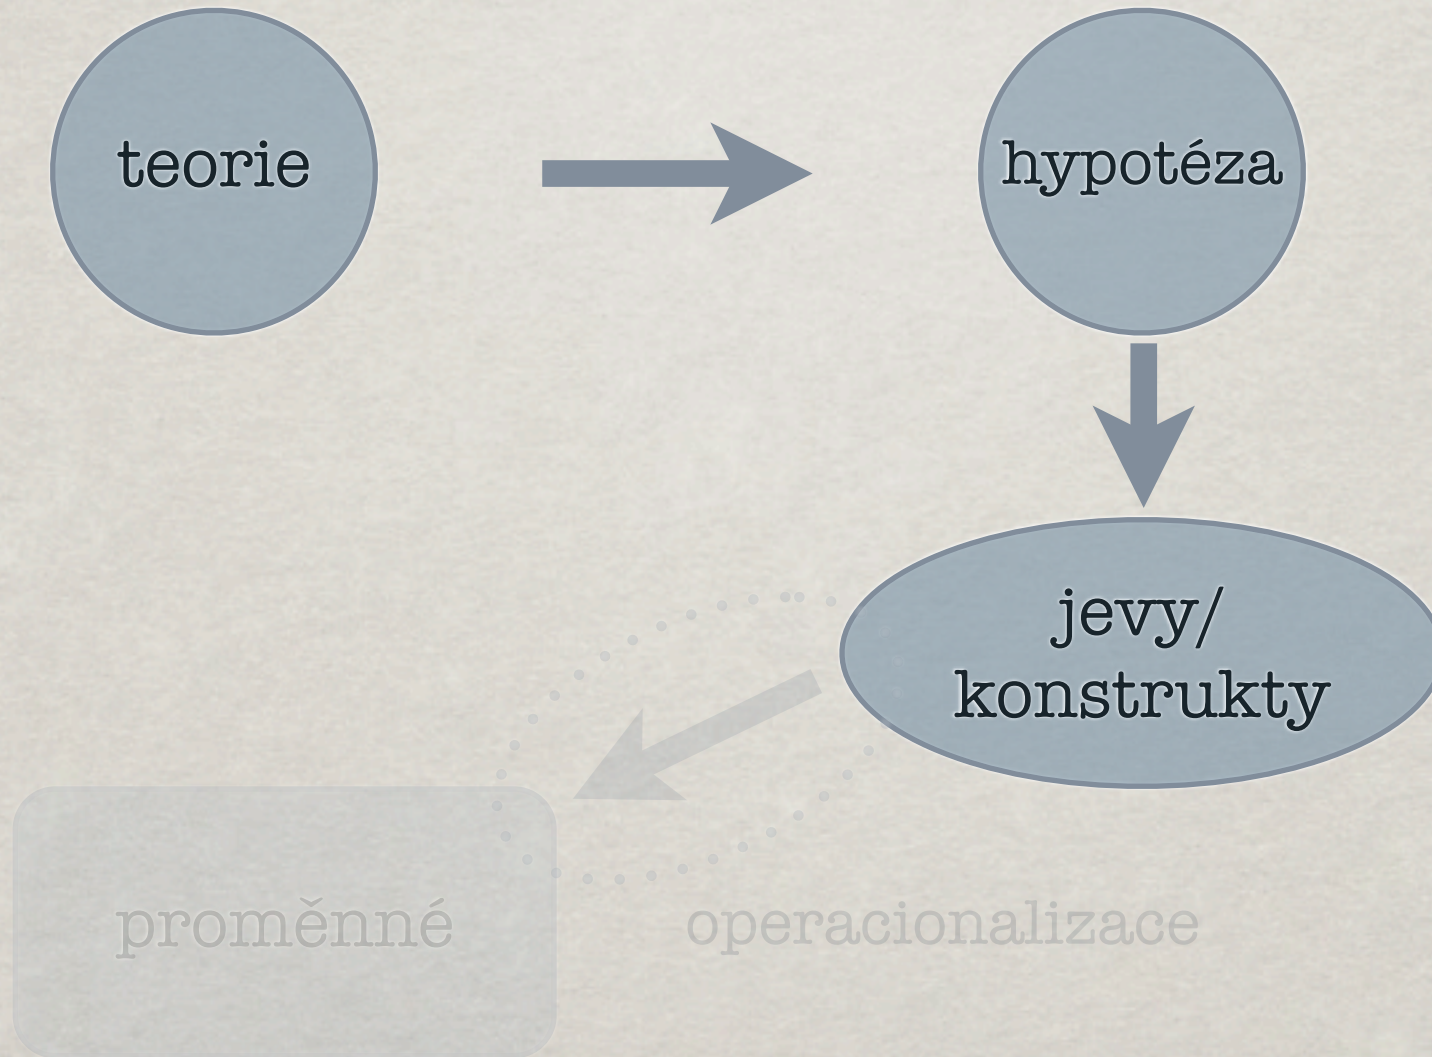 teorie
hypotéza
jevy/
konstrukty
proměnné
operacionalizace